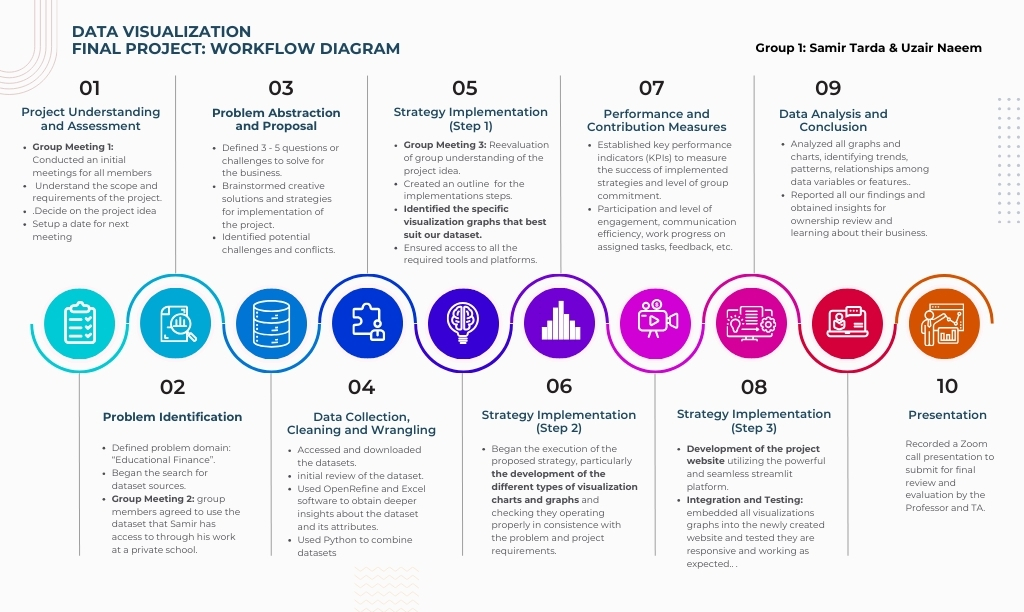 DATA VISUALIZATION
FINAL PROJECT: WORKFLOW DIAGRAM
Group 1: Samir Tarda & Uzair Naeem
01
Project Understanding
and Assessment
• Group Meeting 1:
Conducted an initial
meetings for all members
• Understand the scope and
requirements of the project.
• .Decide on the project idea
• Setup a date for next
meeting
03
Problem Abstraction
and Proposal
• Defined 3 - 5 questions or
challenges to solve for
the business.
• Brainstormed creative
solutions and strategies
for implementation of
the project.
• Identified potential
challenges and conflicts.
05
Strategy Implementation
(Step 1)
• Group Meeting 3: Reevaluation
of group understanding of the
project idea.
• Created an outline for the
implementations steps.
• Identified the specific
visualization graphs that best
suit our dataset.
• Ensured access to all the
required tools and platforms.
07
Performance and
Contribution Measures
• Established key performance
indicators (KPIs) to measure
the success of implemented
strategies and level of group
commitment.
• Participation and level of
engagement, communication
efficiency, work progress on
assigned tasks, feedback, etc.
09
Data Analysis and
Conclusion
• Analyzed all graphs and
charts, identifying trends,
patterns, relationships among
data variables or features..
• Reported all our findings and
obtained insights for
ownership review and
learning about their business.
02
Problem Identification
• Defined problem domain:
“Educational Finance”.
• Began the search for
dataset sources.
• Group Meeting 2: group
members agreed to use the
dataset that Samir has
access to through his work
at a private school.
04
Data Collection,
Cleaning and Wrangling
• Accessed and downloaded
the datasets.
• initial review of the dataset.
• Used OpenRefine and Excel
software to obtain deeper
insights about the dataset
and its attributes.
• Used Python to combine
datasets
06
Strategy Implementation
(Step 2)
• Began the execution of the
proposed strategy, particularly
the development of the
different types of visualization
charts and graphs and
checking they operating
properly in consistence with
the problem and project
requirements.
08
Strategy Implementation
(Step 3)
• Development of the project
website utilizing the powerful
and seamless streamlit
platform.
• Integration and Testing:
embedded all visualizations
graphs into the newly created
website and tested they are
responsive and working as
expected.. .
10
Presentation
Recorded a Zoom
call presentation to
submit for final
review and
evaluation by the
Professor and TA.